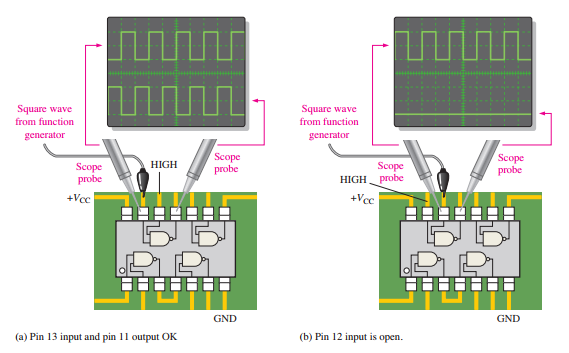 Square wave
from function
generator
Scope
probe
HIGH
Scope
probe
+VCC
GND
(a) Pin 13 input and pin 11 output OK
Square wave
from function
generator
Scope
probe
HIGH
Scope
probe
+VCC
GND
(b) Pin 12 input is open.